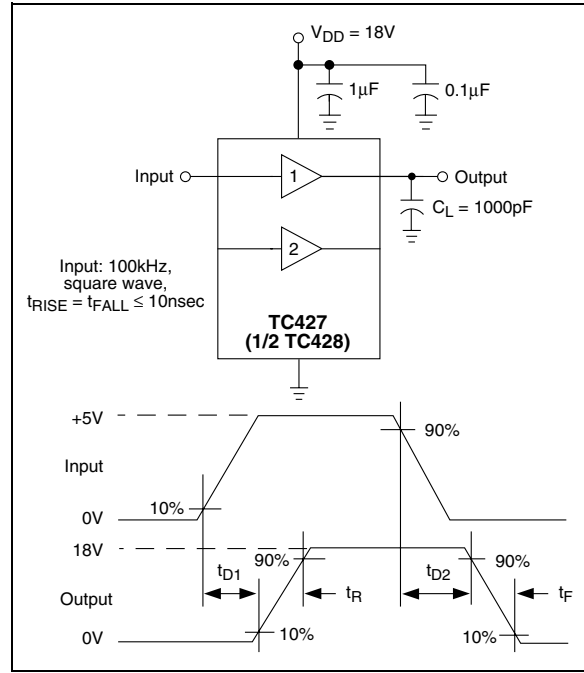 V_DD = 18V
1μF
0.1μF
Input
1
Output
C_L = 1000pF
2
Input: 100kHz,
square wave,
t_RISE = t_FALL ≤ 10nsec
TC427
(1/2 TC428)
+5V
90%
Input
10%
0V
18V
90%
t_D1
t_R
t_D2
90%
t_F
Output
10%
10%
0V